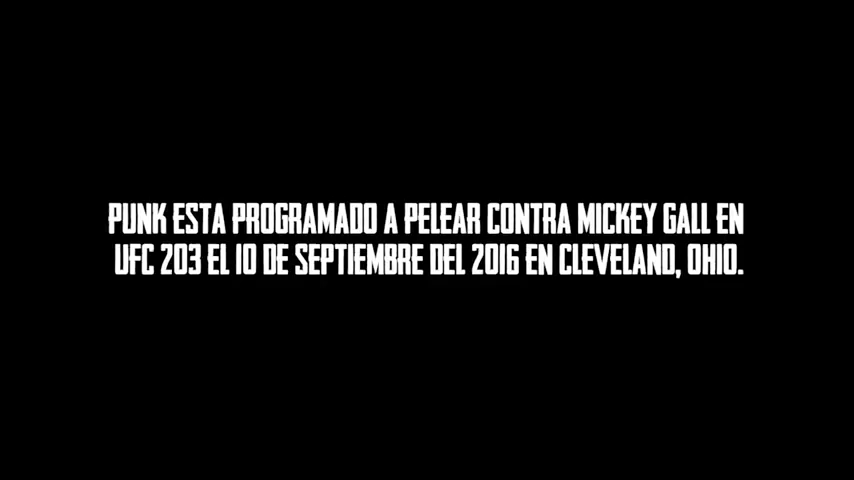 PUNK ESTA PROGRAMADO A PELEAR CONTRA MICKEY GALL EN
UFC 203 EL 10 DE SEPTIEMBRE DEL 2016 EN CLEVELAND, OHIO.